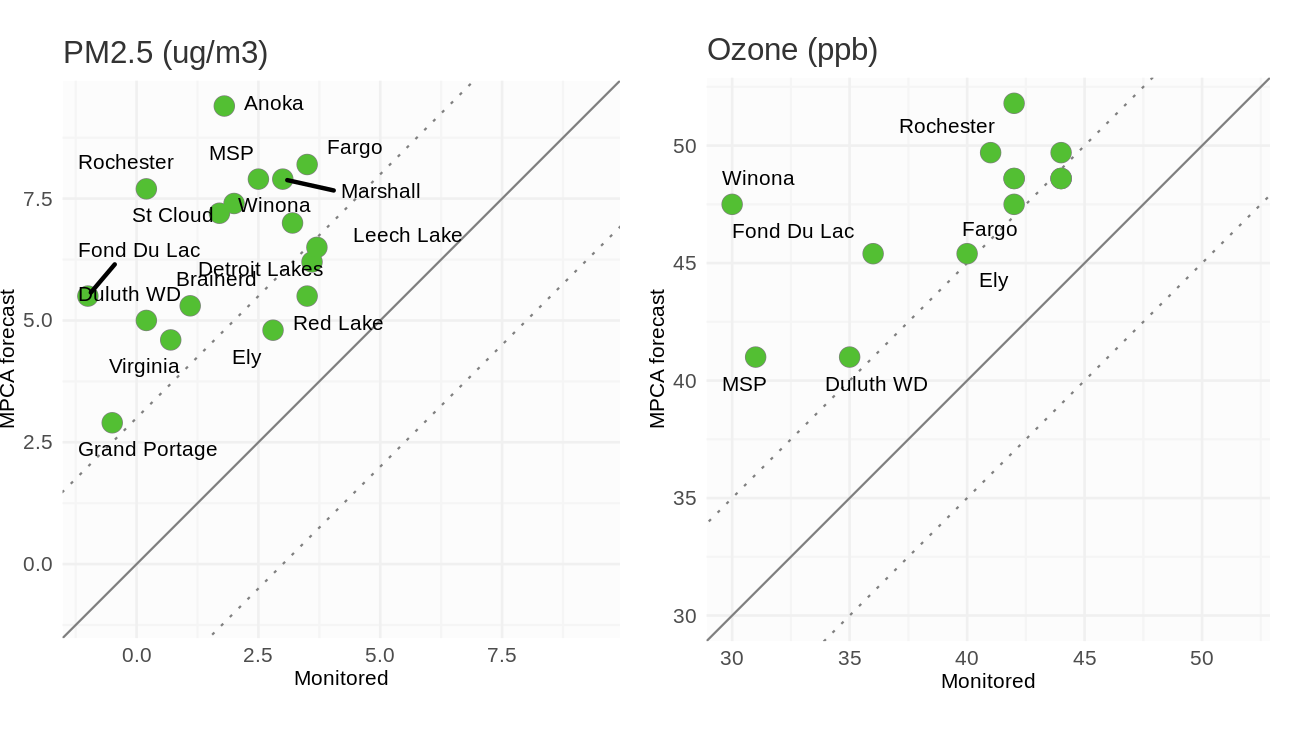 PM2.5 (ug/m3)
Anoka
Rochester
MSP
Fargo
Marshall
St Cloud
Winona
Leech Lake
Fond Du Lac
Detroit Lakes
Brainerd
Duluth WD
Red Lake
Ely
Virginia
Grand Portage
7.5
5.0
2.5
0.0
MPCA forecast
0.0 2.5 5.0 7.5
Monitored
Ozone (ppb)
Rochester
Winona
Fond Du Lac
Fargo
Ely
MSP
Duluth WD
50
45
40
35
30
MPCA forecast
30 35 40 45 50
Monitored